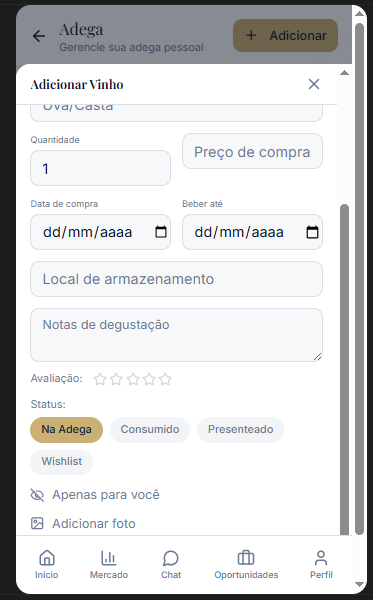 Adega
Gerencie sua adega pessoal
+ Adicionar
Adicionar Vinho
Uva/Casta
Quantidade
1
Preço de compra
Data de compra
Beber até
dd/mm/aaaa
dd/mm/aaaa
Local de armazenamento
Notas de degustação
Avaliação:
Status:
Na Adega
Consumido
Presenteado
Wishlist
Apenas para você
Adicionar foto
Início
Mercado
Chat
Oportunidades
Perfil